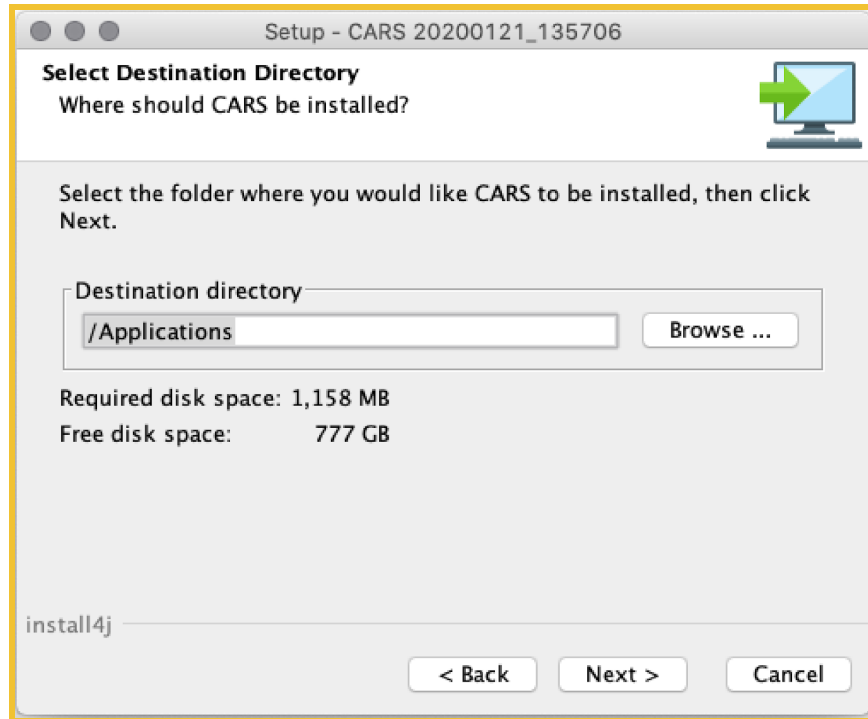 Setup - CARS 20200121_135706
Select Destination Directory
Where should CARS be installed?
Select the folder where you would like CARS to be installed, then click
Next.
Destination directory
/Applications
Browse ...
Required disk space: 1,158 MB
Free disk space: 777 GB
install4j
< Back
Next >
Cancel